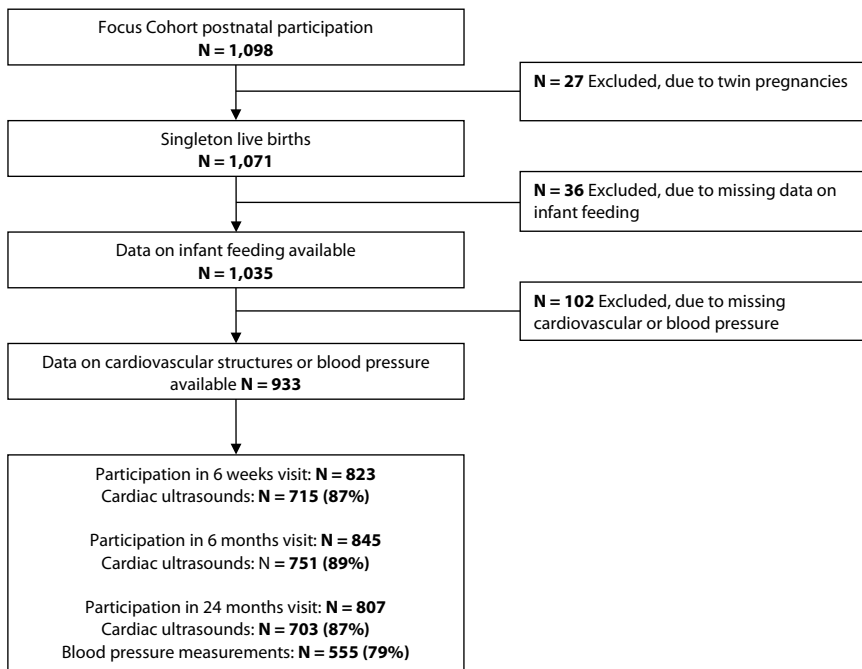 Focus Cohort postnatal participation
N = 1,098
N = 27 Excluded, due to twin pregnancies
Singleton live births
N = 1,071
N = 36 Excluded, due to missing data on
infant feeding
Data on infant feeding available
N = 1,035
N = 102 Excluded, due to missing
cardiovascular or blood pressure
Data on cardiovascular structures or blood pressure
available N = 933
Participation in 6 weeks visit: N = 823
Cardiac ultrasounds: N = 715 (87%)
Participation in 6 months visit: N = 845
Cardiac ultrasounds: N = 751 (89%)
Participation in 24 months visit: N = 807
Cardiac ultrasounds: N = 703 (87%)
Blood pressure measurements: N = 555 (79%)